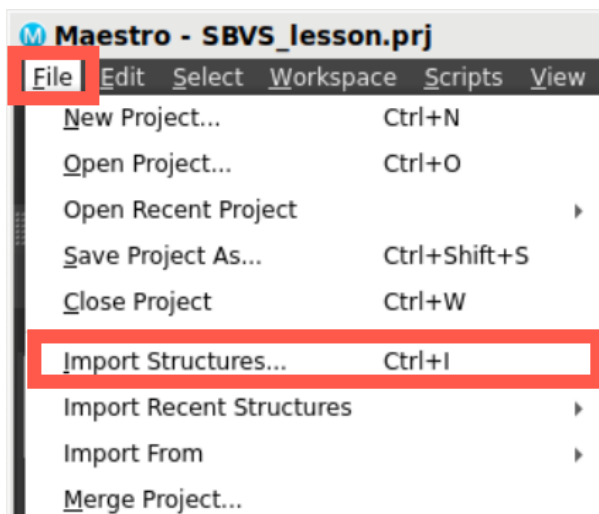 Maestro - SBVS_lesson.prj
File Edit Select Workspace Scripts View
New Project... Ctrl+N
Open Project... Ctrl+O
Open Recent Project
Save Project As... Ctrl+Shift+S
Close Project Ctrl+W
Import Structures... Ctrl+I
Import Recent Structures
Import From
Merge Project...